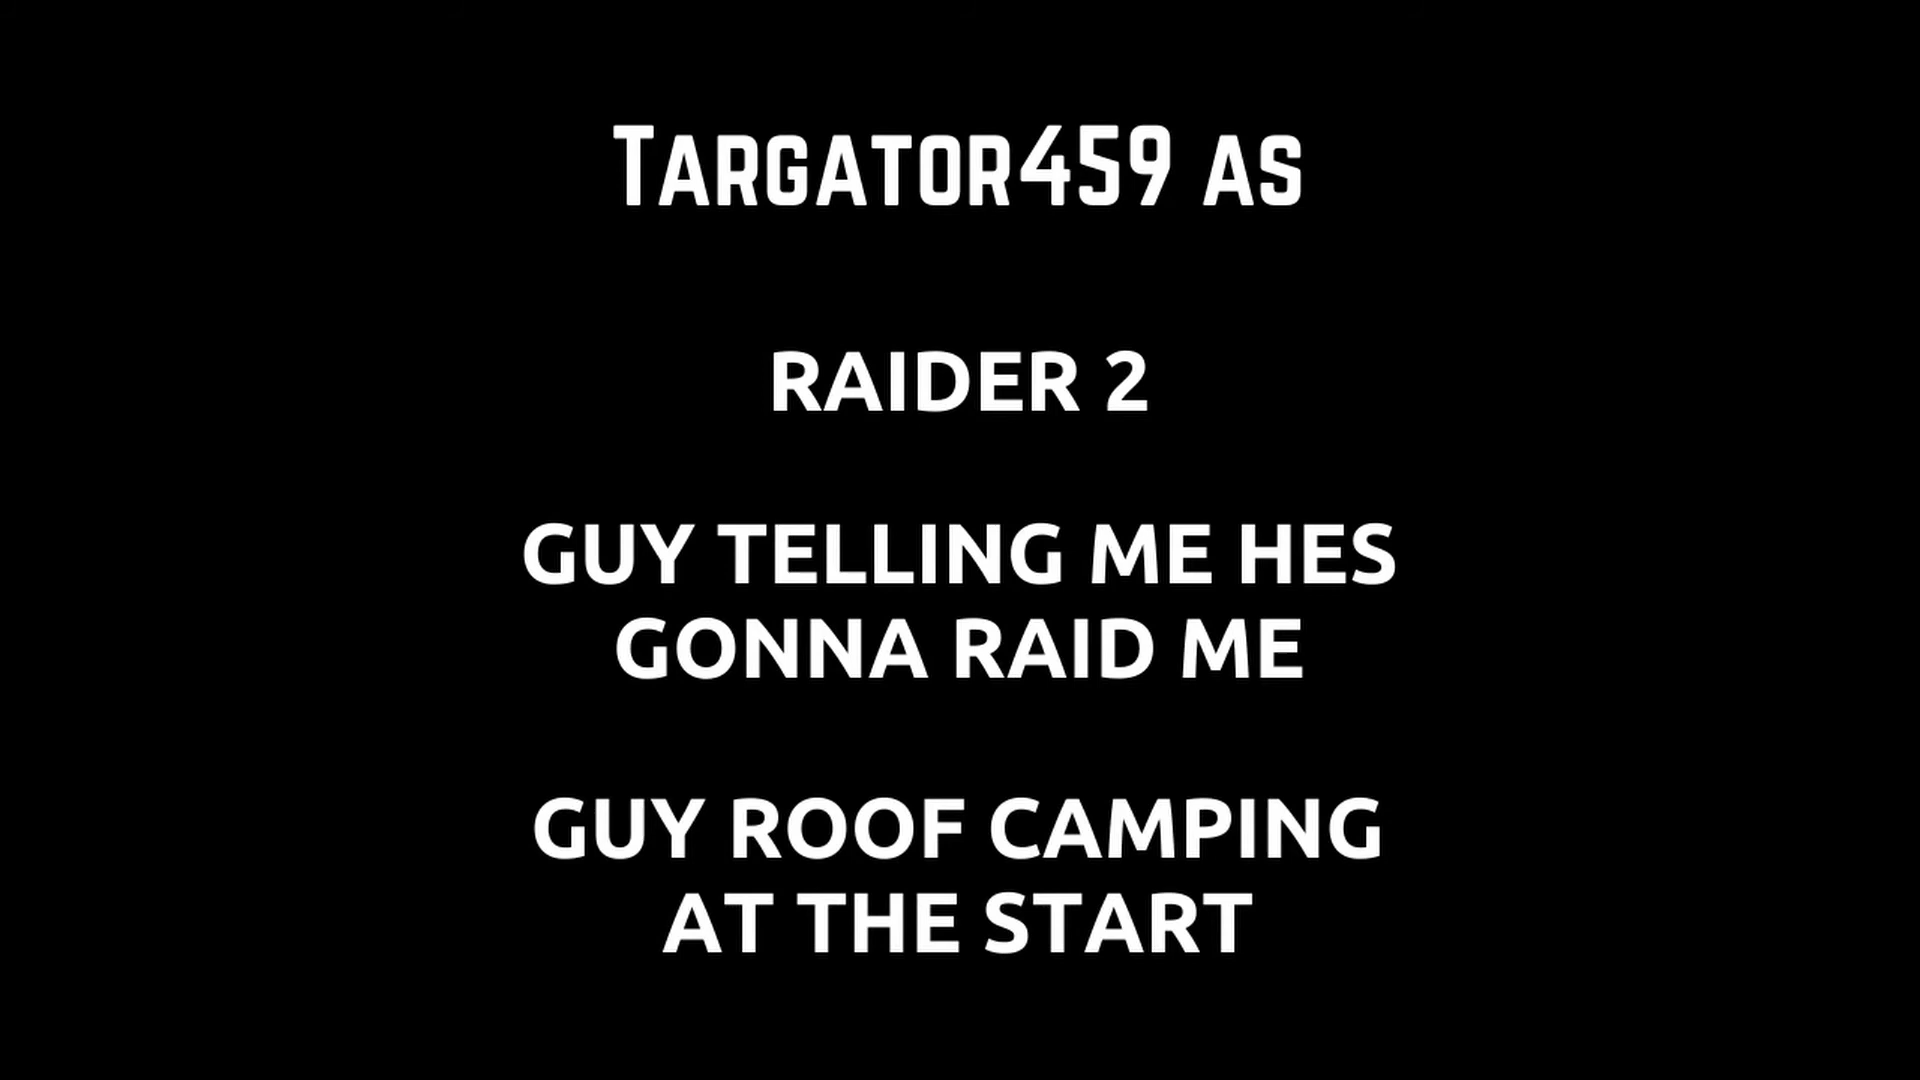 Targator459 as
RAIDER 2
GUY TELLING ME HES
GONNA RAID ME
GUY ROOF CAMPING
AT THE START